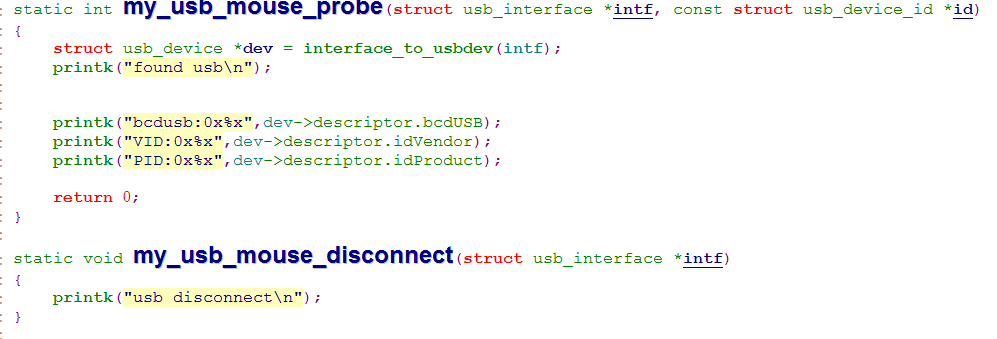 static int my_usb_mouse_probe(struct usb_interface *intf, const struct usb_device_id *id)
{
struct usb_device *dev = interface_to_usbdev(intf);
printk("found usb\n");
printk("bcdusb:0x%x",dev->descriptor.bcdUSB);
printk("VID:0x%x",dev->descriptor.idVendor);
printk("PID:0x%x",dev->descriptor.idProduct);
return 0;
}
static void my_usb_mouse_disconnect(struct usb_interface *intf)
{
printk("usb disconnect\n");
}